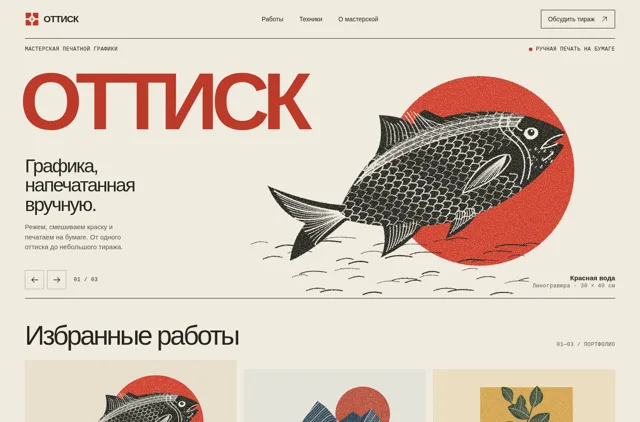 ОТТИСК
Работы
Техники
О мастерской
Обсудить тираж
МАСТЕРСКАЯ ПЕЧАТНОЙ ГРАФИКИ
РУЧНАЯ ПЕЧАТЬ НА БУМАГЕ
ОТТИСК
Графика,
напечатанная
вручную.
Режем, смешиваем краску и
печатаем на бумаге. От одного
оттиска до небольшого тиража.
01 / 03
Красная вода
Линогравюра · 30 × 40 см
Избранные работы
01—03 / ПОРТФОЛИО